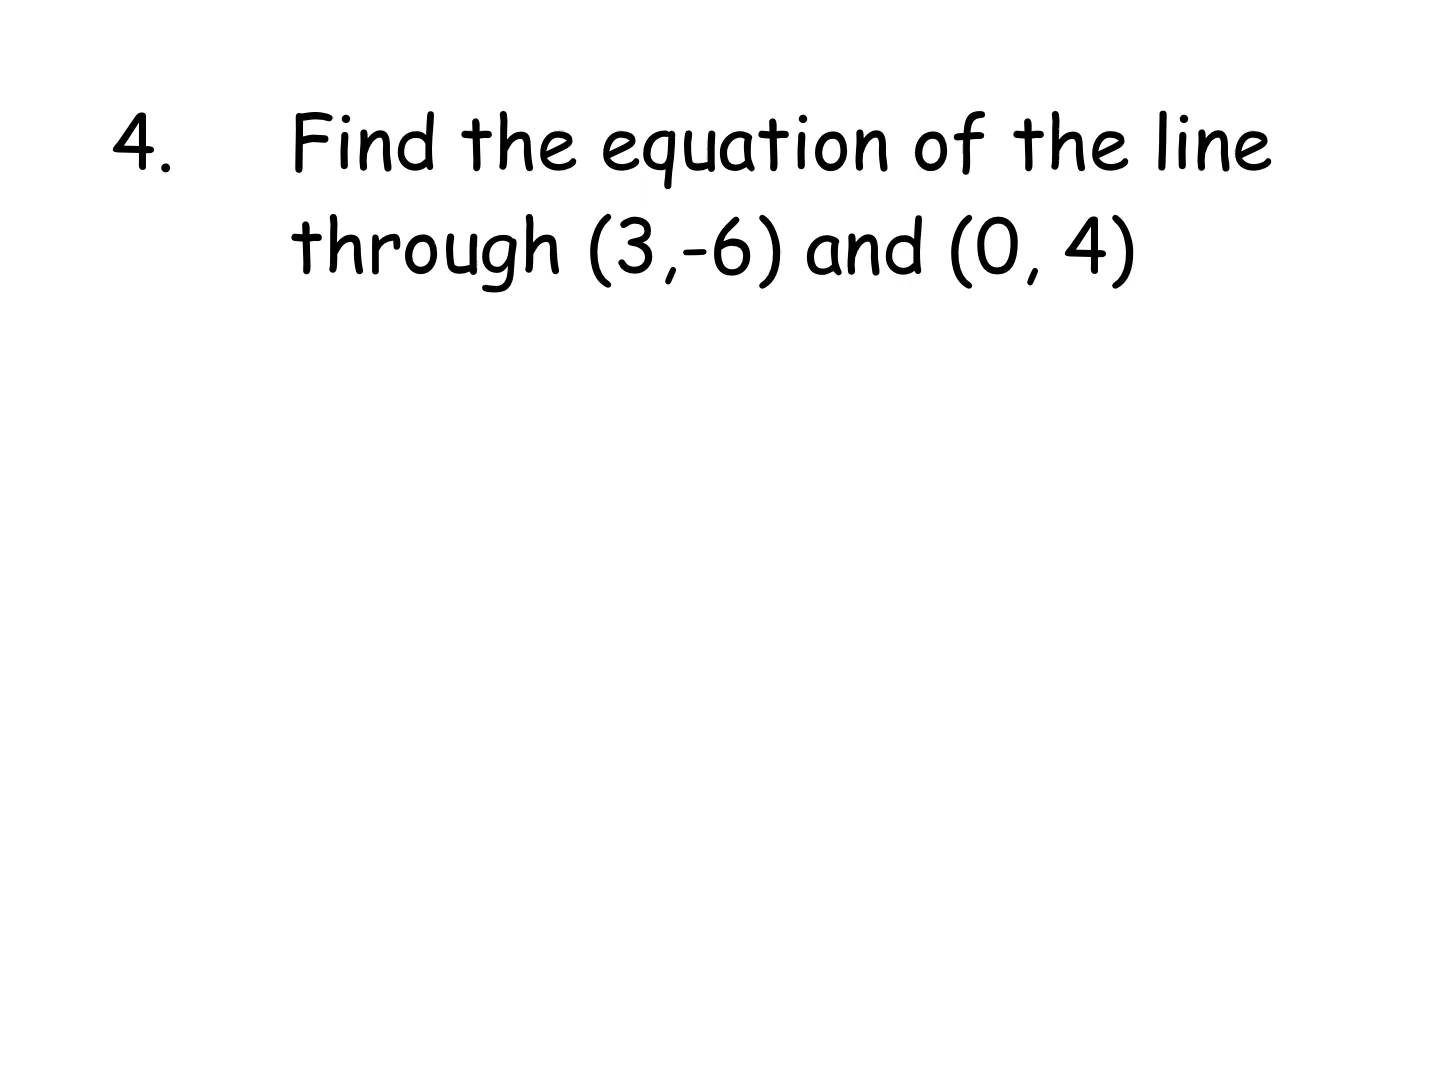 4. Find the equation of the line
through (3,-6) and (0, 4)